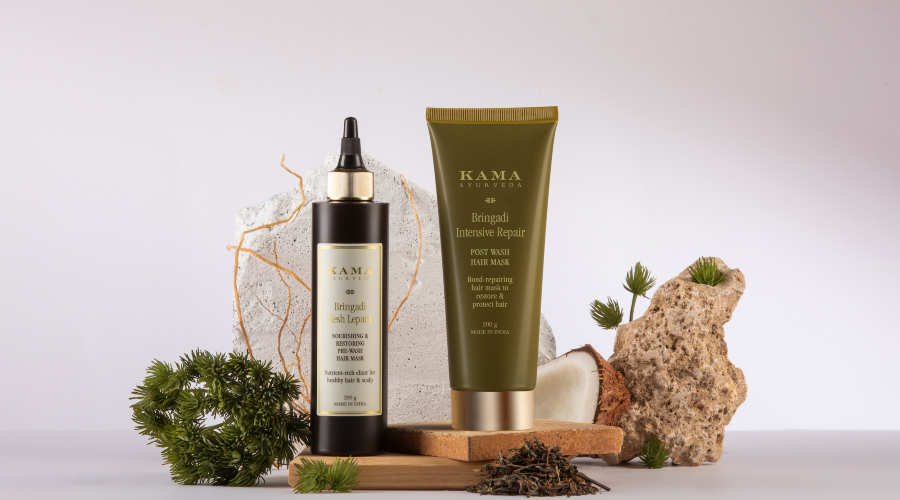 KAMA
AYURVEDA
Bringadi
Kesh Lepam
NOURISHING &
RESTORING
PRE-WASH
HAIR MASK
Nutrient-rich elixir for
healthy hair & scalp
200 g
MADE IN INDIA
KAMA
AYURVEDA
Bringadi
Intensive Repair
POST WASH
HAIR MASK
Bond-repairing
hair mask to
restore &
protect hair
200 g
MADE IN INDIA